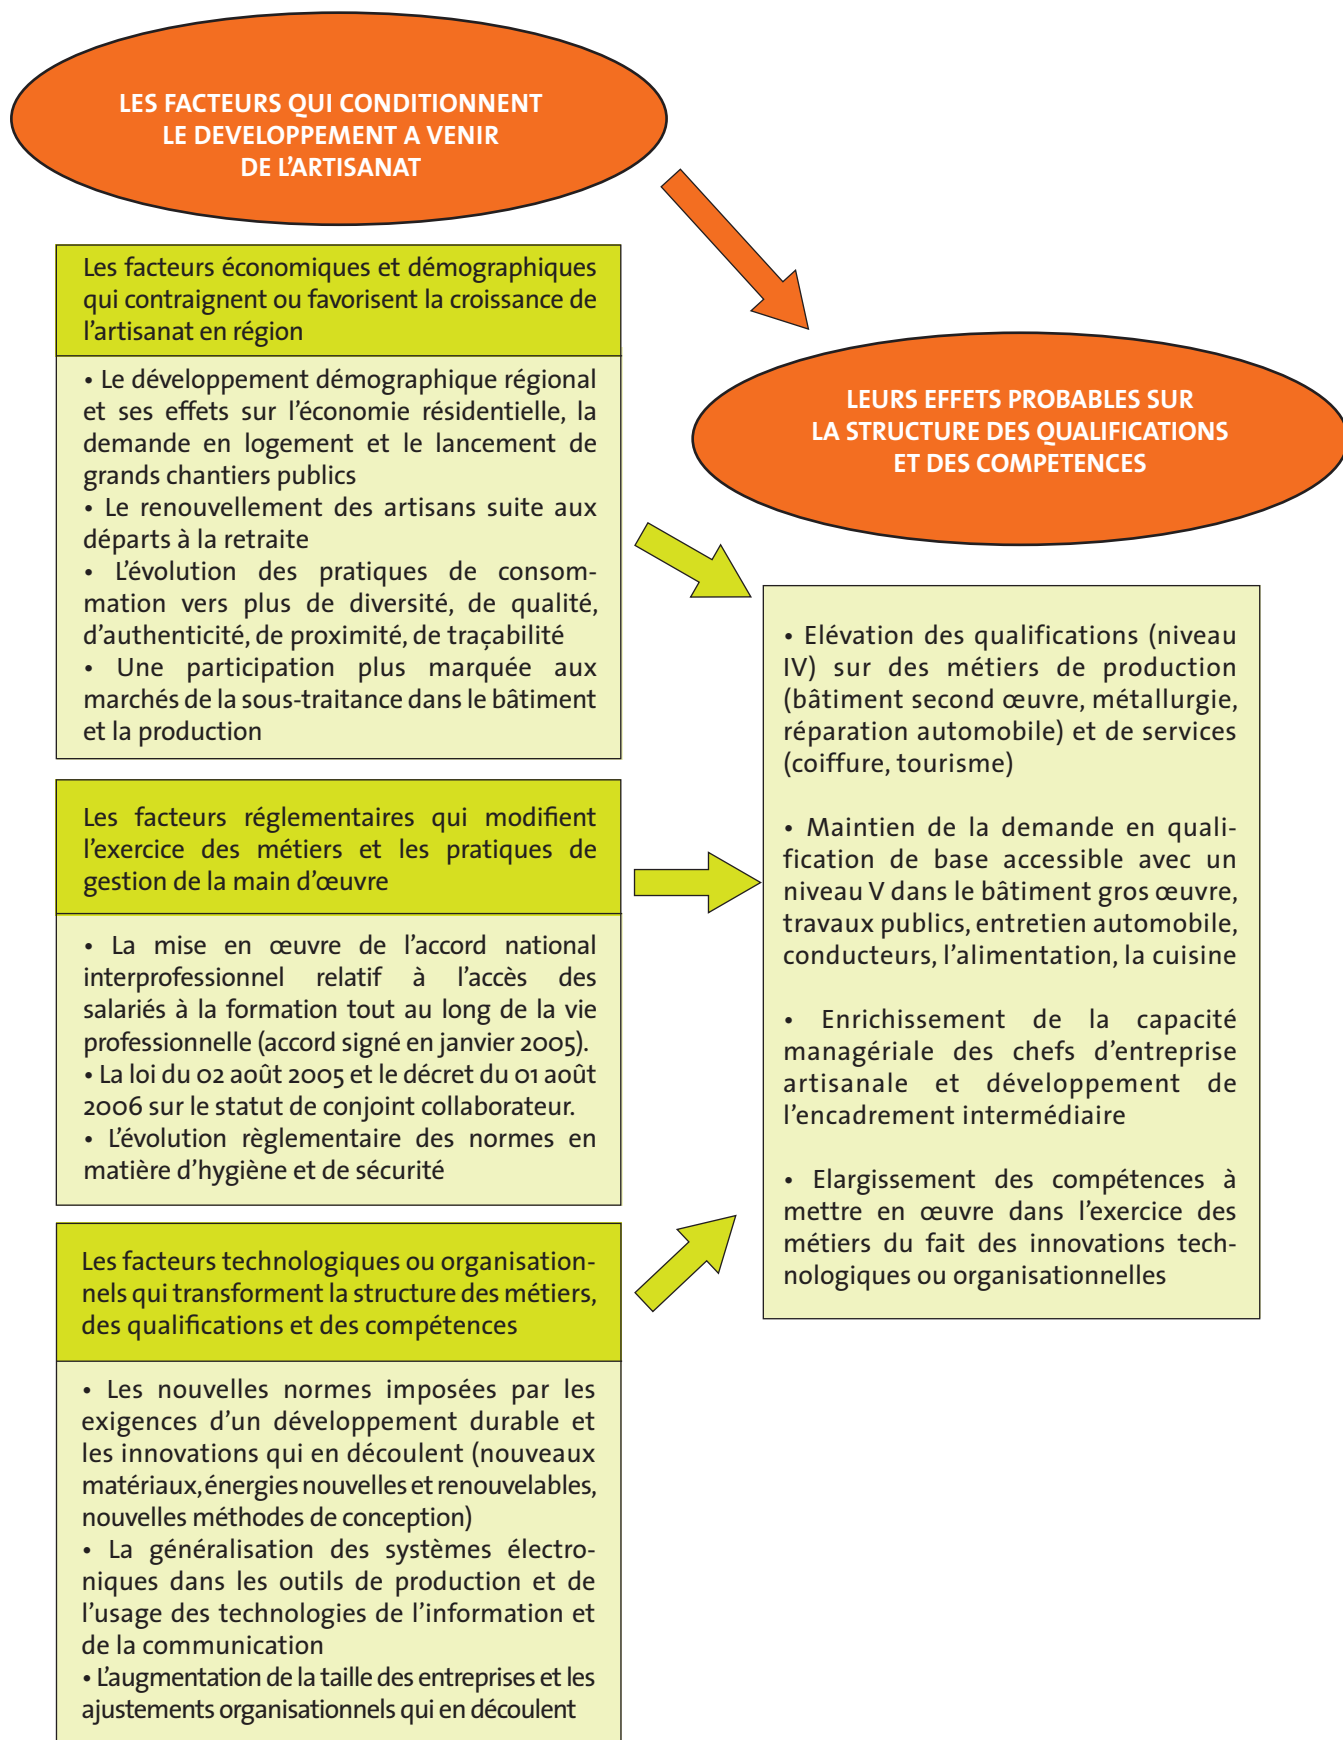 LES FACTEURS QUI CONDITIONNENT
LE DEVELOPPEMENT A VENIR
DE L'ARTISANAT
Les facteurs économiques et démographiques
qui contraignent ou favorisent la croissance de
l'artisanat en région
• Le développement démographique régional
et ses effets sur l'économie résidentielle, la
demande en logement et le lancement de
grands chantiers publics
• Le renouvellement des artisans suite aux
départs à la retraite
• L'évolution des pratiques de consom-
mation vers plus de diversité, de qualité,
d'authenticité, de proximité, de traçabilité
• Une participation plus marquée aux
marchés de la sous-traitance dans le bâtiment
et la production
Les facteurs réglementaires qui modifient
l'exercice des métiers et les pratiques de
gestion de la main d'œuvre
• La mise en œuvre de l'accord national
interprofessionnel relatif à l'accès des
salariés à la formation tout au long de la vie
professionnelle (accord signé en janvier 2005).
• La loi du 02 août 2005 et le décret du 01 août
2006 sur le statut de conjoint collaborateur.
• L'évolution règlementaire des normes en
matière d'hygiène et de sécurité
Les facteurs technologiques ou organisation-
nels qui transforment la structure des métiers,
des qualifications et des compétences
• Les nouvelles normes imposées par les
exigences d'un développement durable et
les innovations qui en découlent (nouveaux
matériaux, énergies nouvelles et renouvelables,
nouvelles méthodes de conception)
• La généralisation des systèmes électro-
niques dans les outils de production et de
l'usage des technologies de l'information et
de la communication
• L'augmentation de la taille des entreprises et les
ajustements organisationnels qui en découlent
LEURS EFFETS PROBABLES SUR
LA STRUCTURE DES QUALIFICATIONS
ET DES COMPETENCES
• Elévation des qualifications (niveau
IV) sur des métiers de production
(bâtiment second œuvre, métallurgie,
réparation automobile) et de services
(coiffure, tourisme)
• Maintien de la demande en quali-
fication de base accessible avec un
niveau V dans le bâtiment gros œuvre,
travaux publics, entretien automobile,
conducteurs, l'alimentation, la cuisine
• Enrichissement de la capacité
managériale des chefs d'entreprise
artisanale et développement de
l'encadrement intermédiaire
• Elargissement des compétences à
mettre en œuvre dans l'exercice des
métiers du fait des innovations tech-
nologiques ou organisationnelles